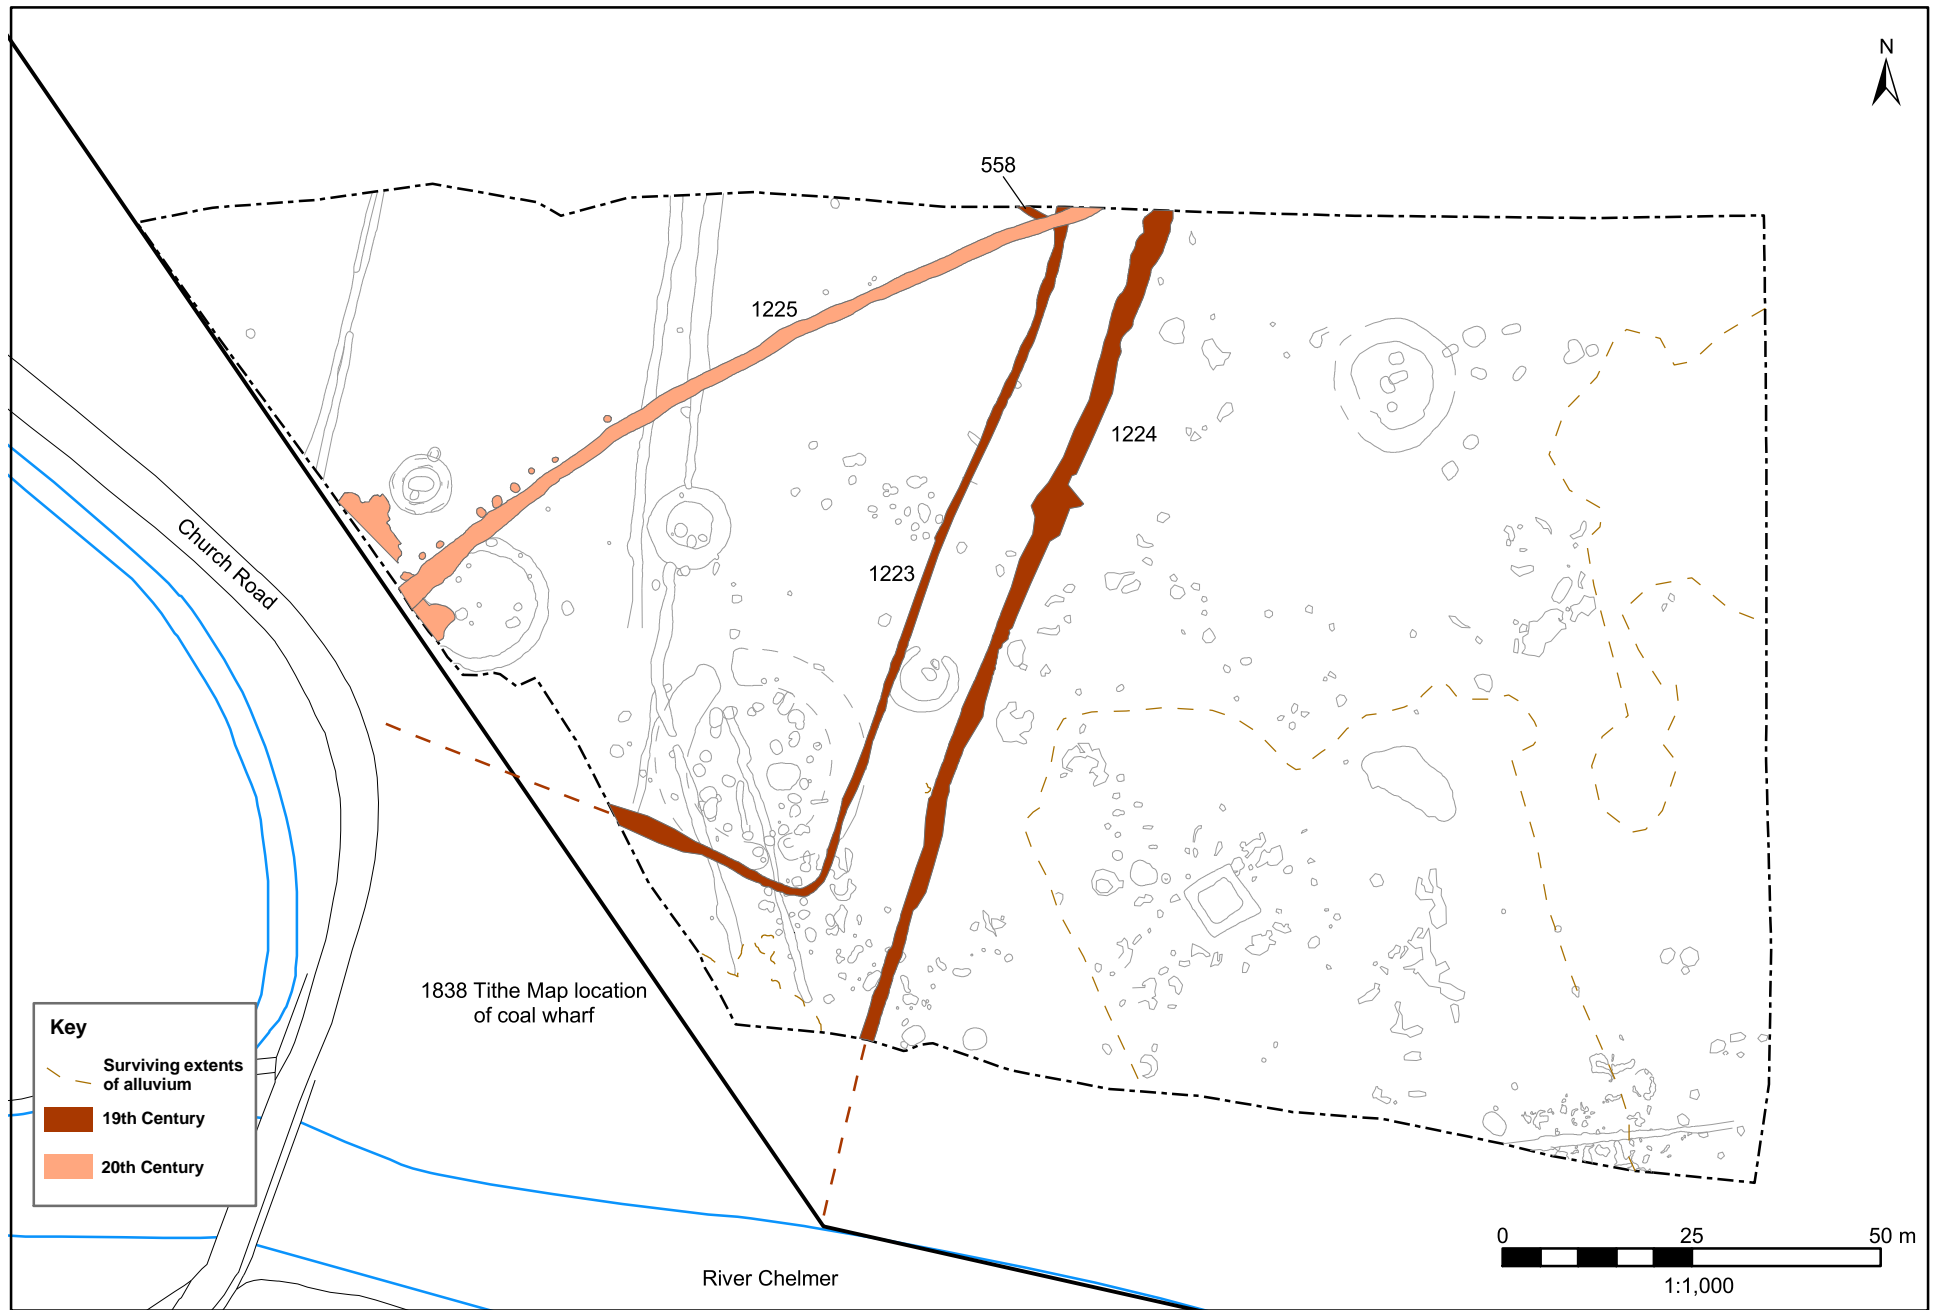 N
558
1225
1224
1223
Church Road
1838 Tithe Map location
of coal wharf
Key
Surviving extents
of alluvium
19th Century
20th Century
River Chelmer
0 25 50 m
1:1,000